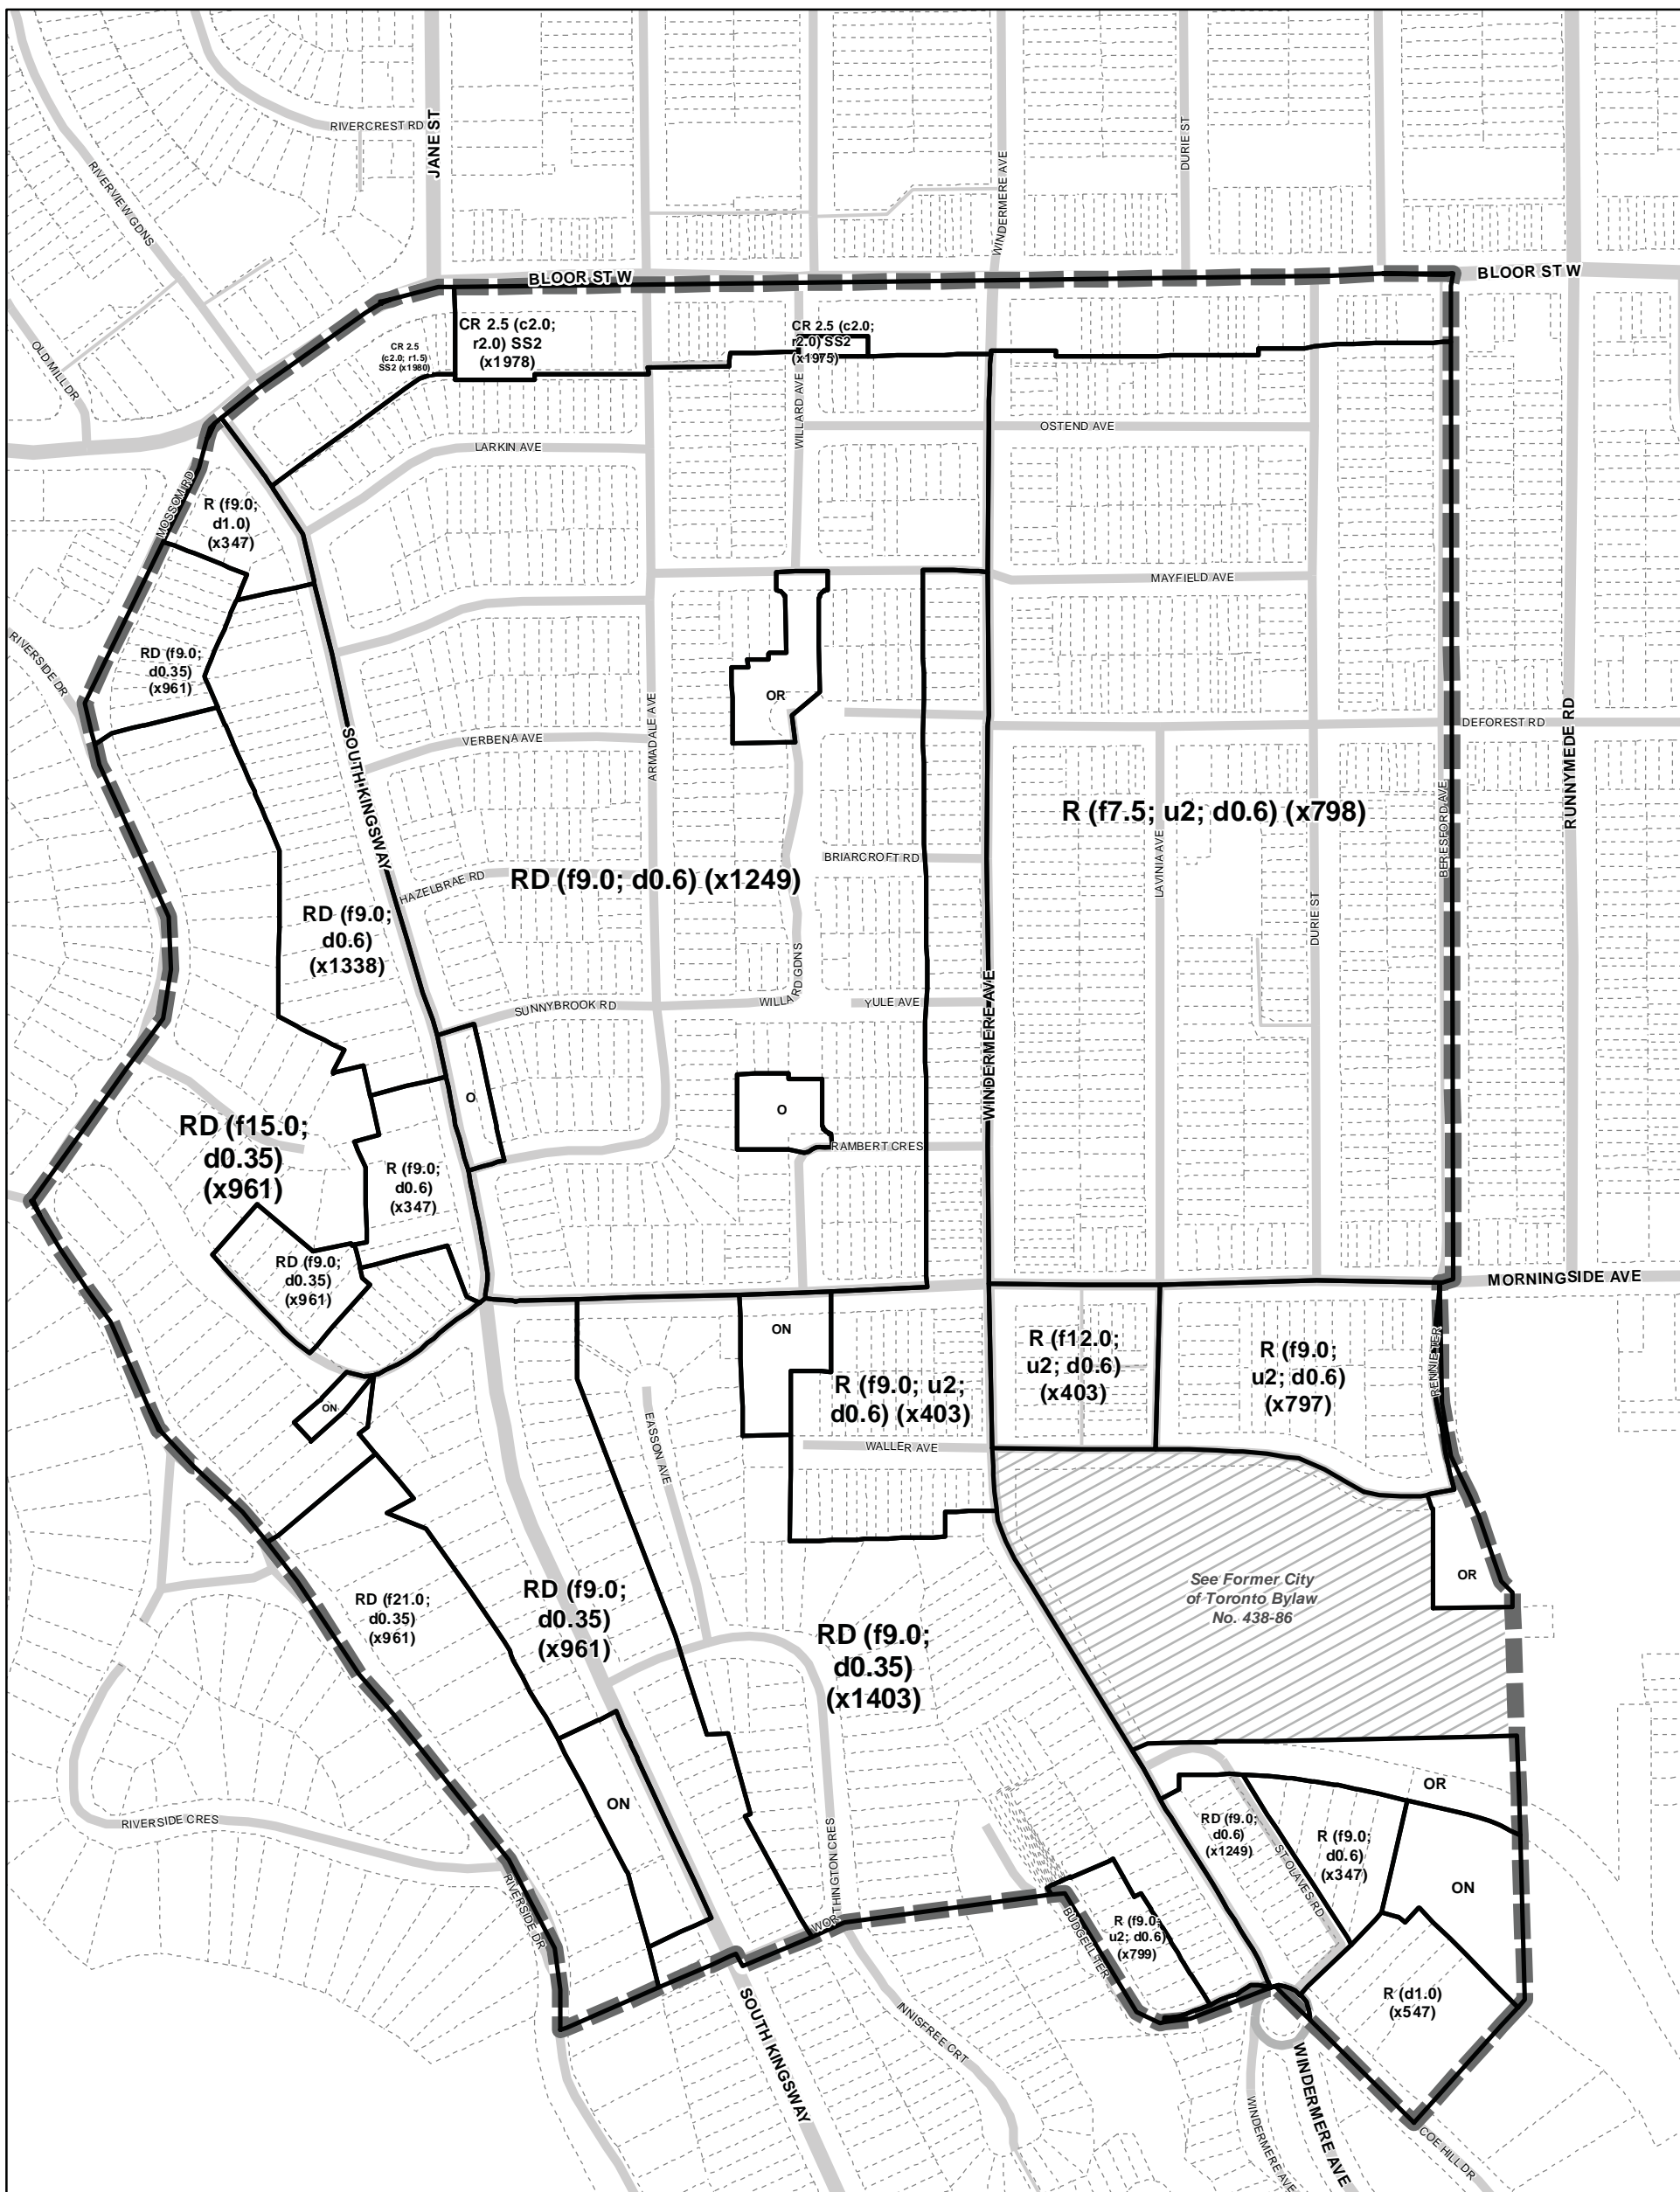 RIVERCREST RD
JANE ST
DURIE ST
RIVERVIEW GDNS
WINDERMERE AVE
BLOOR ST W
BLOOR ST W
OLD MILL DR
CR 2.5
(c2.0; r1.5)
SS2 (x1980)
CR 2.5 (c2.0;
r2.0) SS2
(x1978)
CR 2.5 (c2.0;
r2.0) SS2
(x1975)
WILLARD AVE
OSTEND AVE
LARKIN AVE
MOSSOM RD
R (f9.0;
d1.0)
(x347)
MAYFIELD AVE
RIVERSIDE DR
RD (f9.0;
d0.35)
(x961)
OR
SOUTH KINGSWAY
VERBENA AVE
ARMADALE AVE
DEFOREST RD
RUNNYMEDE RD
R (f7.5; u2; d0.6) (x798)
BERESFORD AVE
LAVINIA AVE
BRIARCROFT RD
HAZELBRAE RD
RD (f9.0; d0.6) (x1249)
DURIE ST
RD (f9.0;
d0.6)
(x1338)
WILLARD GDNS
SUNNYBROOK RD
YULE AVE
WINDERMERE AVE
O
O
RD (f15.0;
d0.35)
(x961)
RAMBERT CRES
R (f9.0;
d0.6)
(x347)
RD (f9.0;
d0.35)
(x961)
MORNINGSIDE AVE
ON
R (f12.0;
u2; d0.6)
(x403)
R (f9.0;
u2; d0.6)
(x797)
RENNIE TER
R (f9.0; u2;
d0.6) (x403)
ON
WALLER AVE
EASSON AVE
See Former City
of Toronto Bylaw
No. 438-86
OR
RD (f21.0;
d0.35)
(x961)
RD (f9.0;
d0.35)
(x961)
RD (f9.0;
d0.35)
(x1403)
OR
ON
RIVERSIDE CRES
RD (f9.0;
d0.6)
(x1249)
R (f9.0;
d0.6)
(x347)
ST OLAVES RD
ON
WORTHINGTON CRES
RIVERSIDE DR
BUDGELL TER
R (f9.0;
u2; d0.6)
(x799)
R (d1.0)
(x547)
SOUTH KINGSWAY
INNISFREE CRT
WINDERMERE AVE
WINDERMERE AVE
COE HILL DR